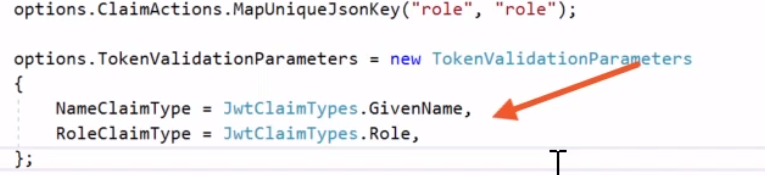 options.ClaimActions.MapUniqueJsonKey("role", "role");
options.TokenValidationParameters = new TokenValidationParameters
{
NameClaimType = JwtClaimTypes.GivenName,
RoleClaimType = JwtClaimTypes.Role,
};